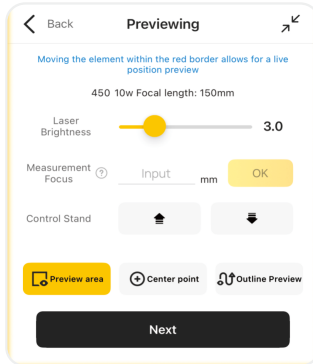 Back
Previewing
Moving the element within the red border allows for a live
position preview
450 10w Focal length: 150mm
Laser
Brightness
3.0
Measurement
Focus
?
Input
mm
OK
Control Stand
Preview area
Center point
Outline Preview
Next